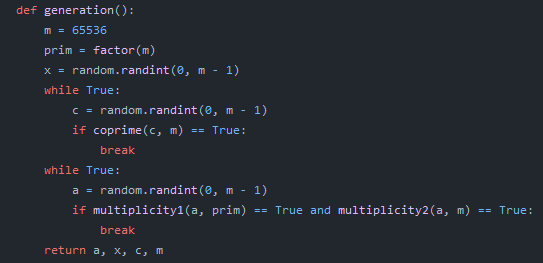 def generation():
    m = 65536
    prim = factor(m)
    x = random.randint(0, m - 1)
    while True:
        c = random.randint(0, m - 1)
        if coprime(c, m) == True:
            break
    while True:
        a = random.randint(0, m - 1)
        if multiplicity1(a, prim) == True and multiplicity2(a, m) == True:
            break
    return a, x, c, m